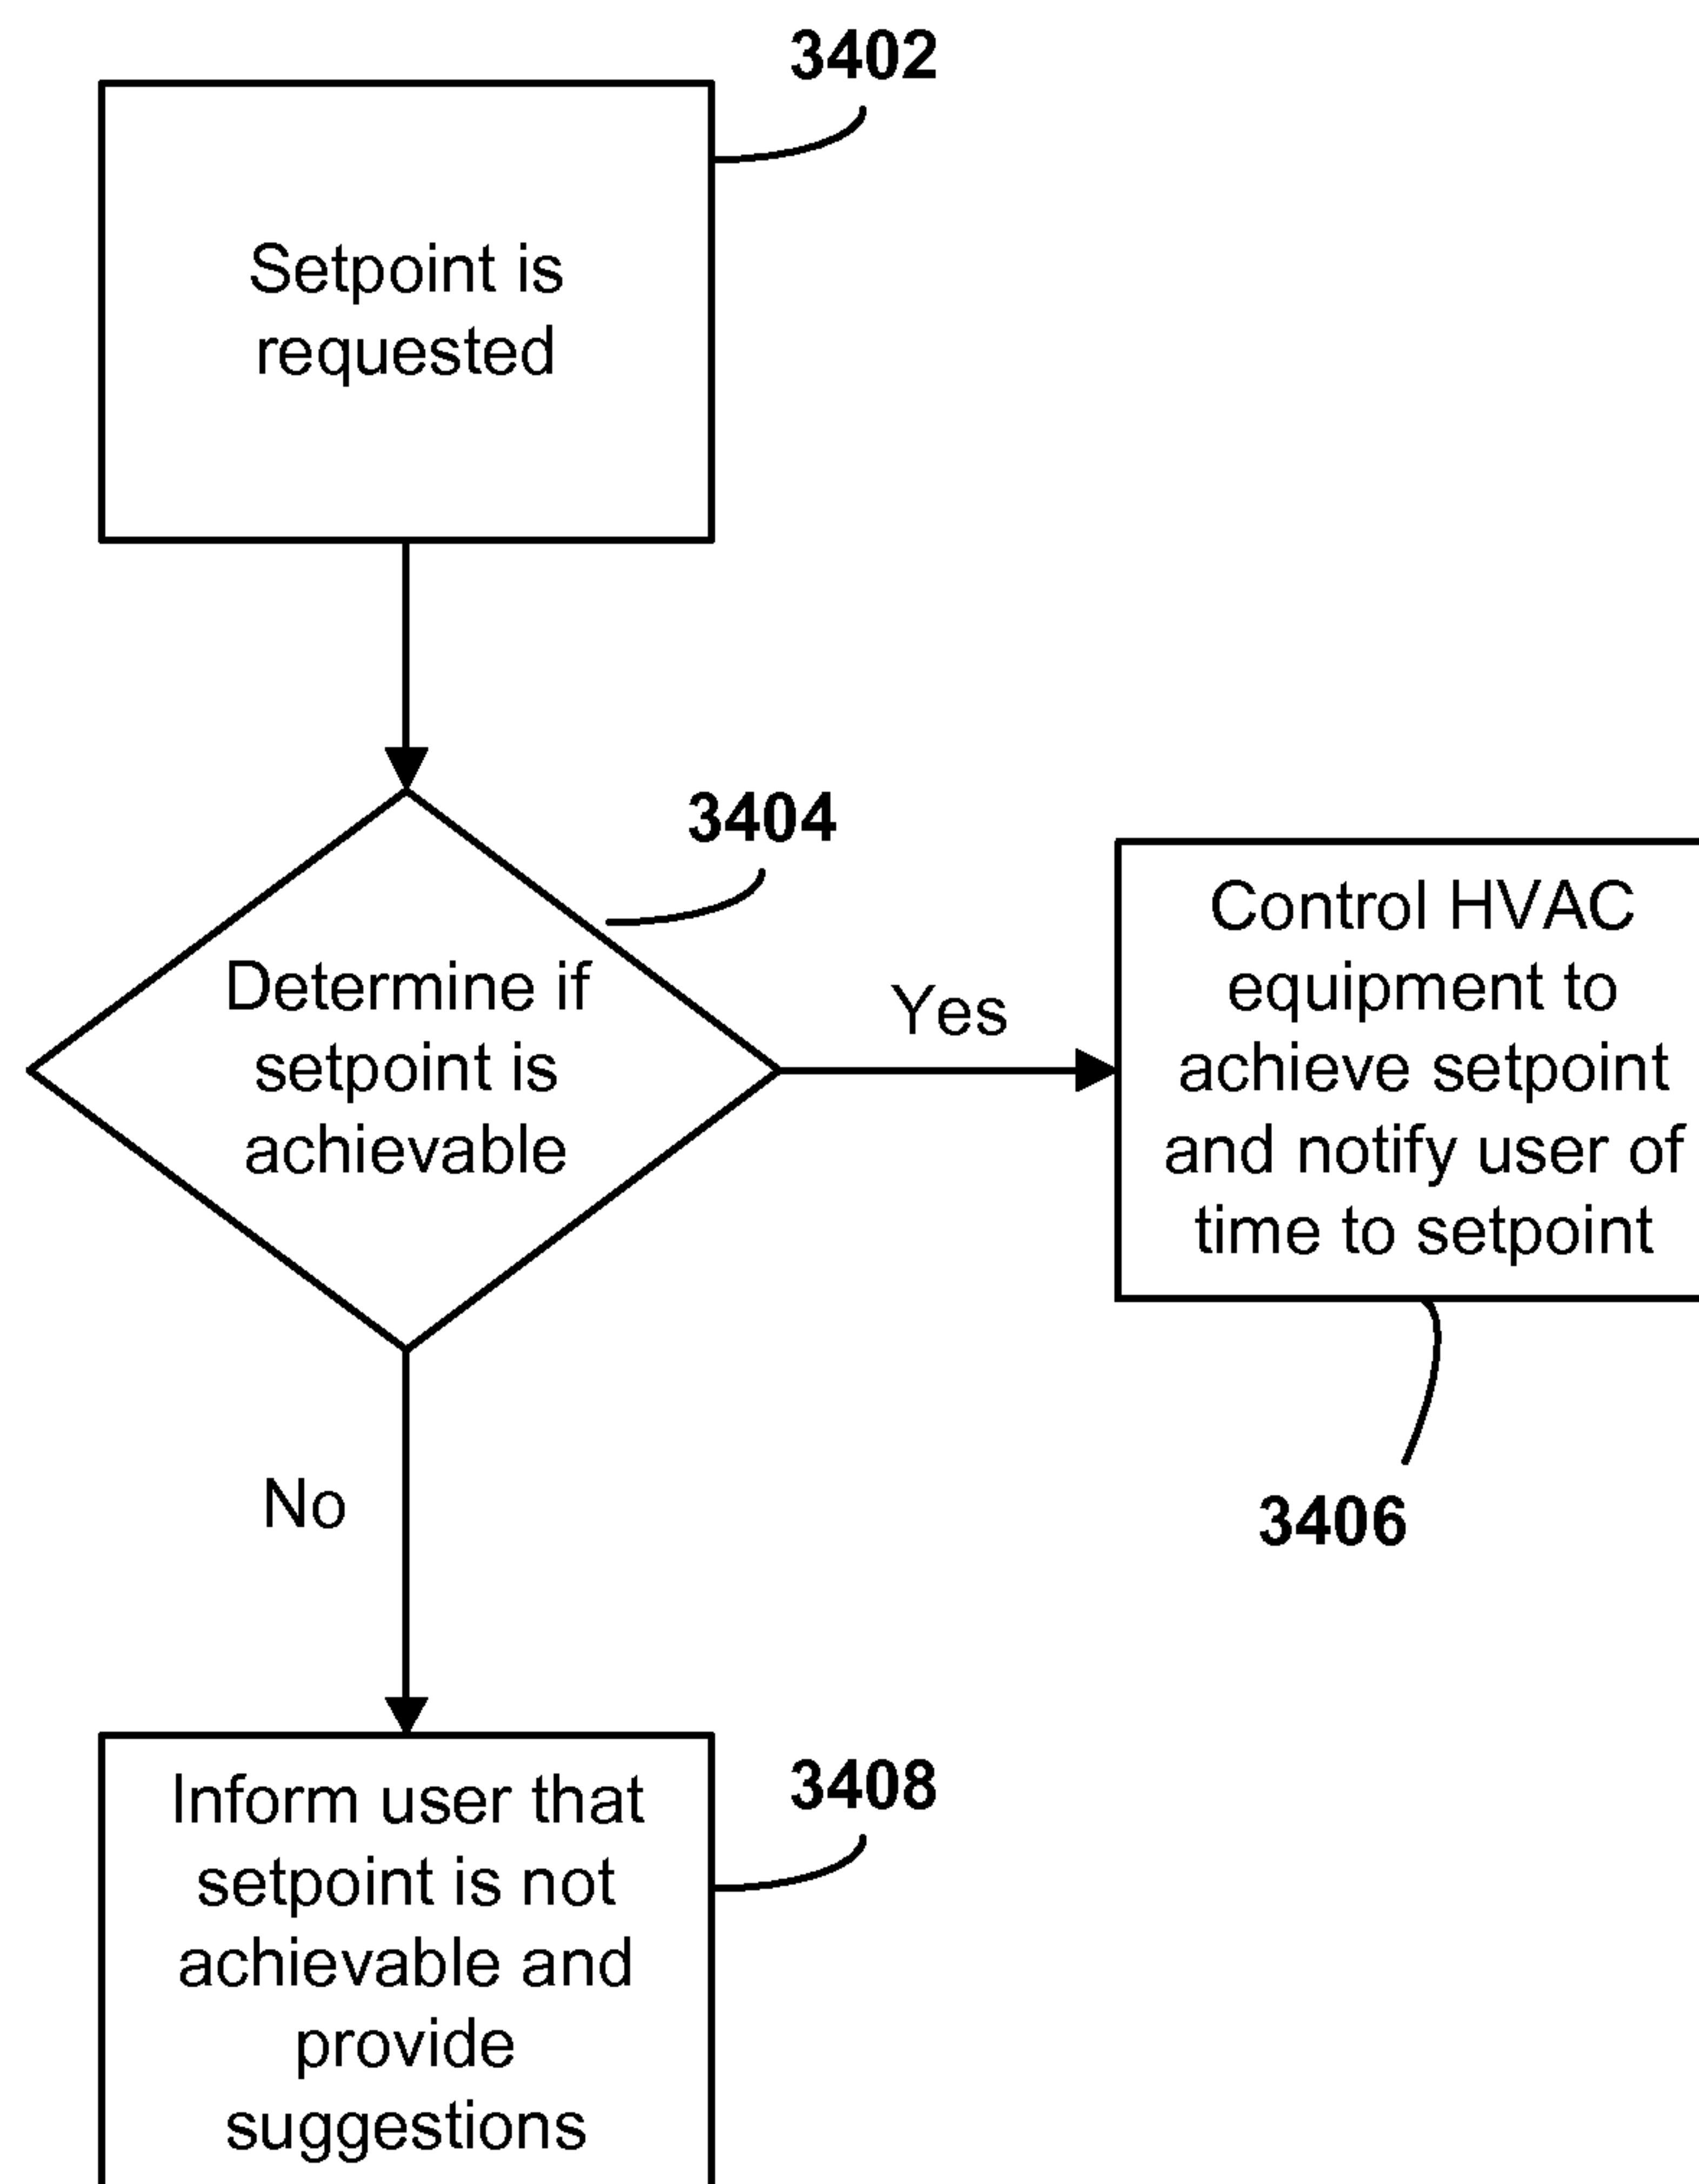 3402
Setpoint is
requested
3404
Determine if
setpoint is
achievable
Yes
Control HVAC
equipment to
achieve setpoint
and notify user of
time to setpoint
3406
No
3408
Inform user that
setpoint is not
achievable and
provide
suggestions